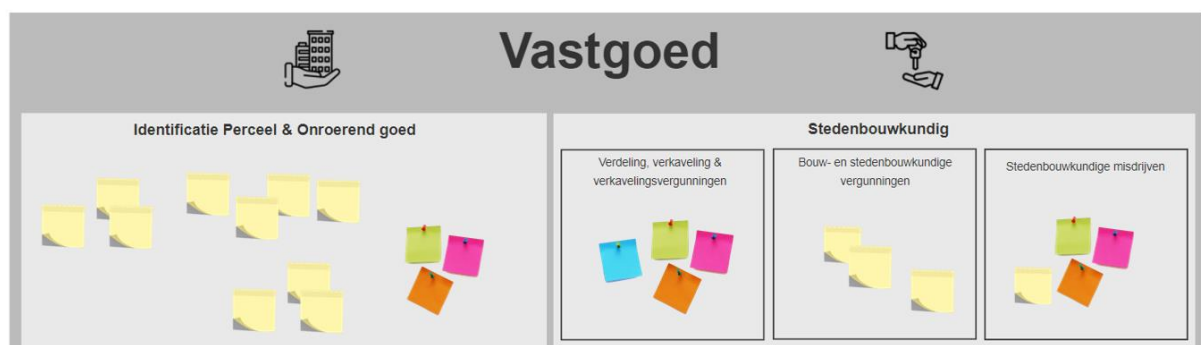 Vastgoed
Identificatie Perceel & Onroerend goed
Stedenbouwkundig
Verdeling, verkaveling &
verkavelingsvergunningen
Bouw- en stedenbouwkundige
vergunningen
Stedenbouwkundige misdrijven